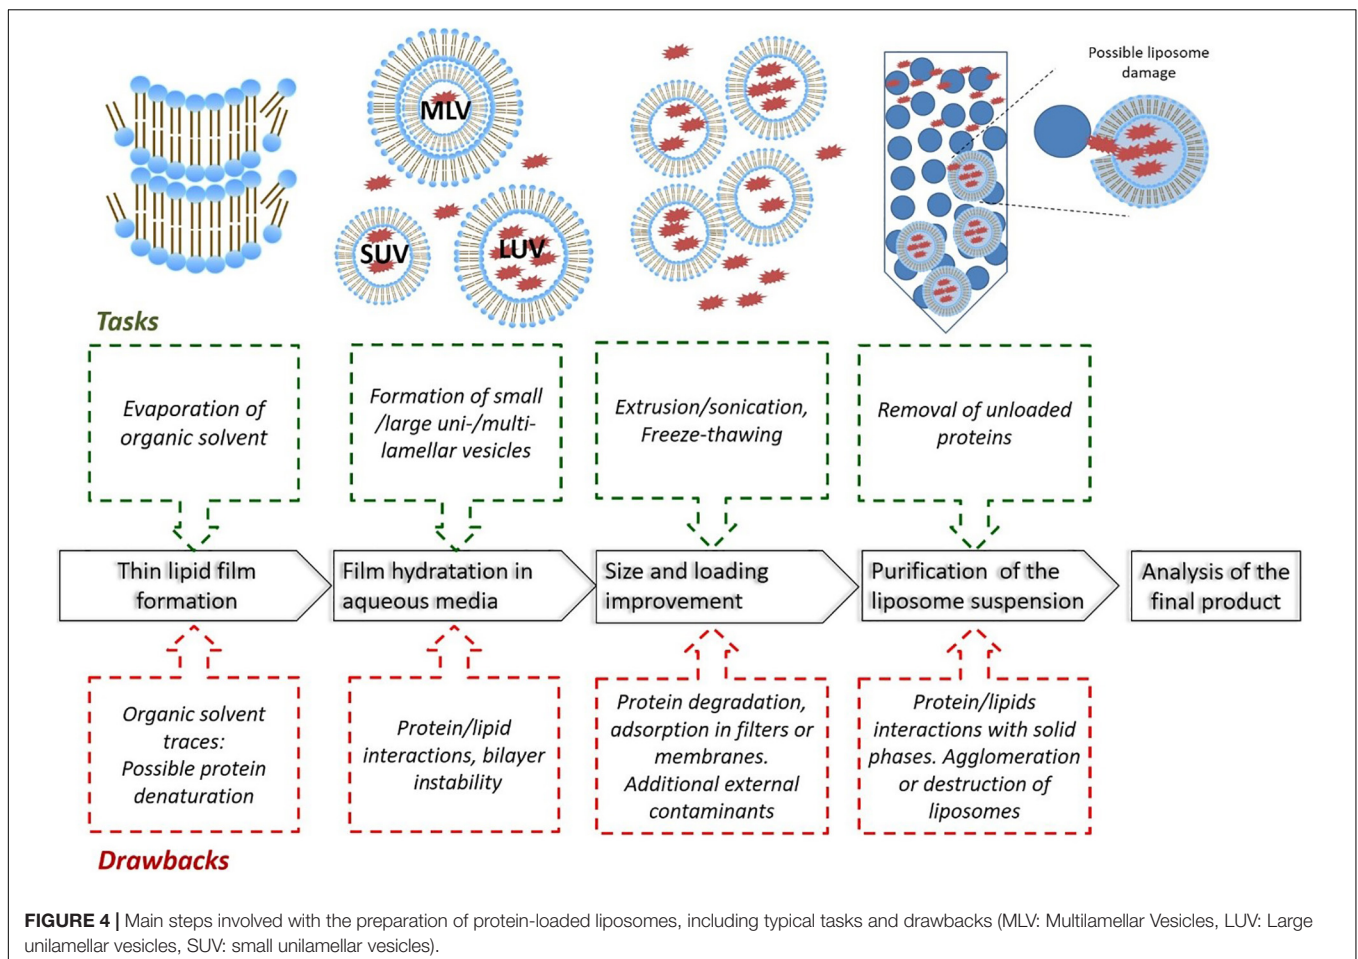 Possible liposome
damage
MLV
SUV
LUV
Tasks
Evaporation of
organic solvent
Formation of small
/large uni-/multi-
lamellar vesicles
Extrusion/sonication,
Freeze-thawing
Removal of unloaded
proteins
Thin lipid film
formation
Film hydratation in
aqueous media
Size and loading
improvement
Purification of the
liposome suspension
Analysis of the
final product
Organic solvent
traces:
Possible protein
denaturation
Protein/lipid
interactions, bilayer
instability
Protein degradation,
adsorption in filters or
membranes.
Additional external
contaminants
Protein/lipids
interactions with solid
phases. Agglomeration
or destruction of
liposomes
Drawbacks
FIGURE 4 | Main steps involved with the preparation of protein-loaded liposomes, including typical tasks and drawbacks (MLV: Multilamellar Vesicles, LUV: Large
unilamellar vesicles, SUV: small unilamellar vesicles).